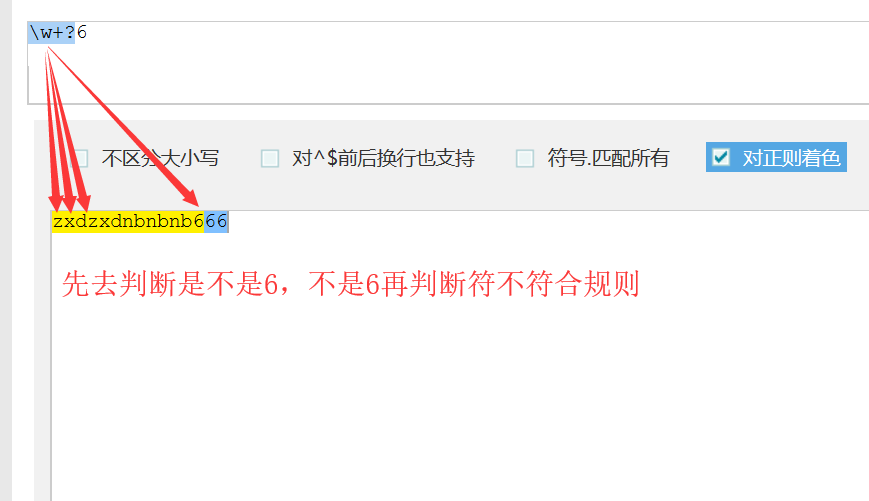 \w+?6
不区分大小写 对^$前后换行也支持 符号.匹配所有 对正则着色
zxdzxdnbnbnb666
先去判断是不是6，不是6再判断符不符合规则